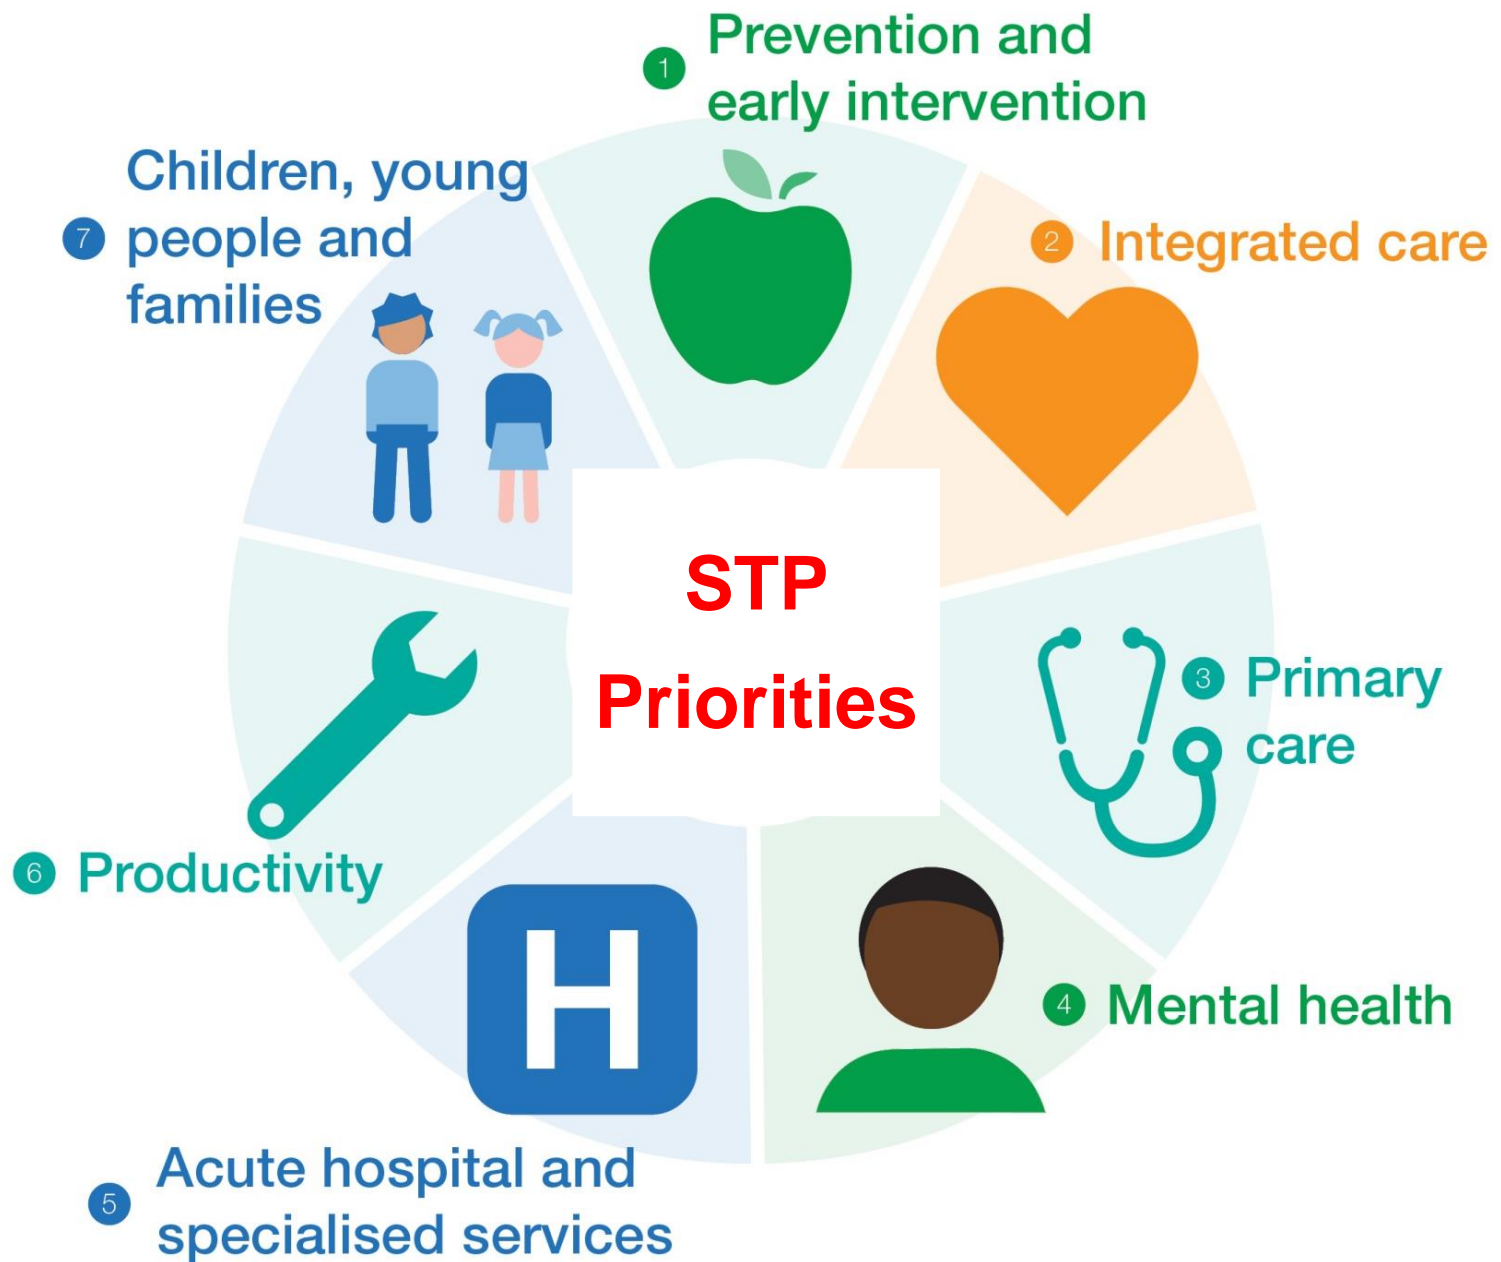 1 Prevention and
early intervention
2 Integrated care
3 Primary
care
4 Mental health
5 Acute hospital and
specialised services
6 Productivity
7 Children, young
people and
families
STP
Priorities
H